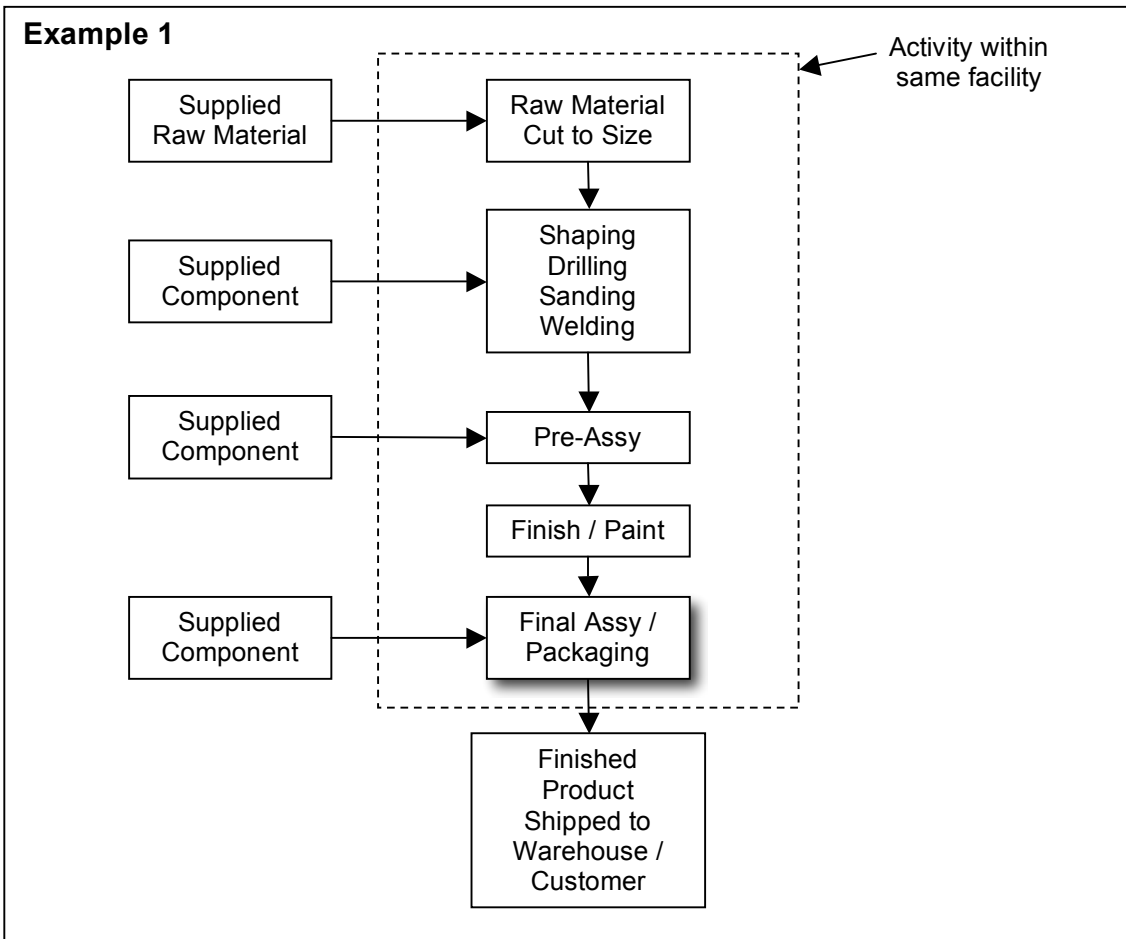 Example 1
Activity within
same facility
Supplied
Raw Material
Raw Material
Cut to Size
Supplied
Component
Shaping
Drilling
Sanding
Welding
Supplied
Component
Pre-Assy
Finish / Paint
Supplied
Component
Final Assy /
Packaging
Finished
Product
Shipped to
Warehouse /
Customer